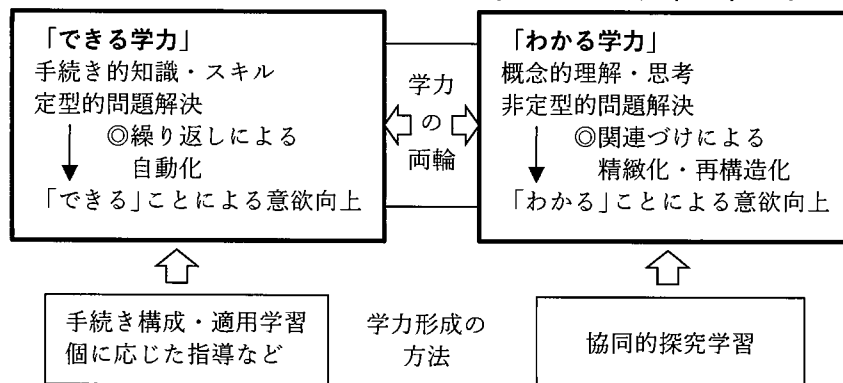 「できる学力」
手続き的知識・スキル
定型的問題解決
◎繰り返しによる
自動化
「できる」ことによる意欲向上
学力
の
両輪
「わかる学力」
概念的理解・思考
非定型的問題解決
◎関連づけによる
精緻化・再構造化
「わかる」ことによる意欲向上
手続き構成・適用学習
個に応じた指導など
学力形成の
方法
協同的探究学習